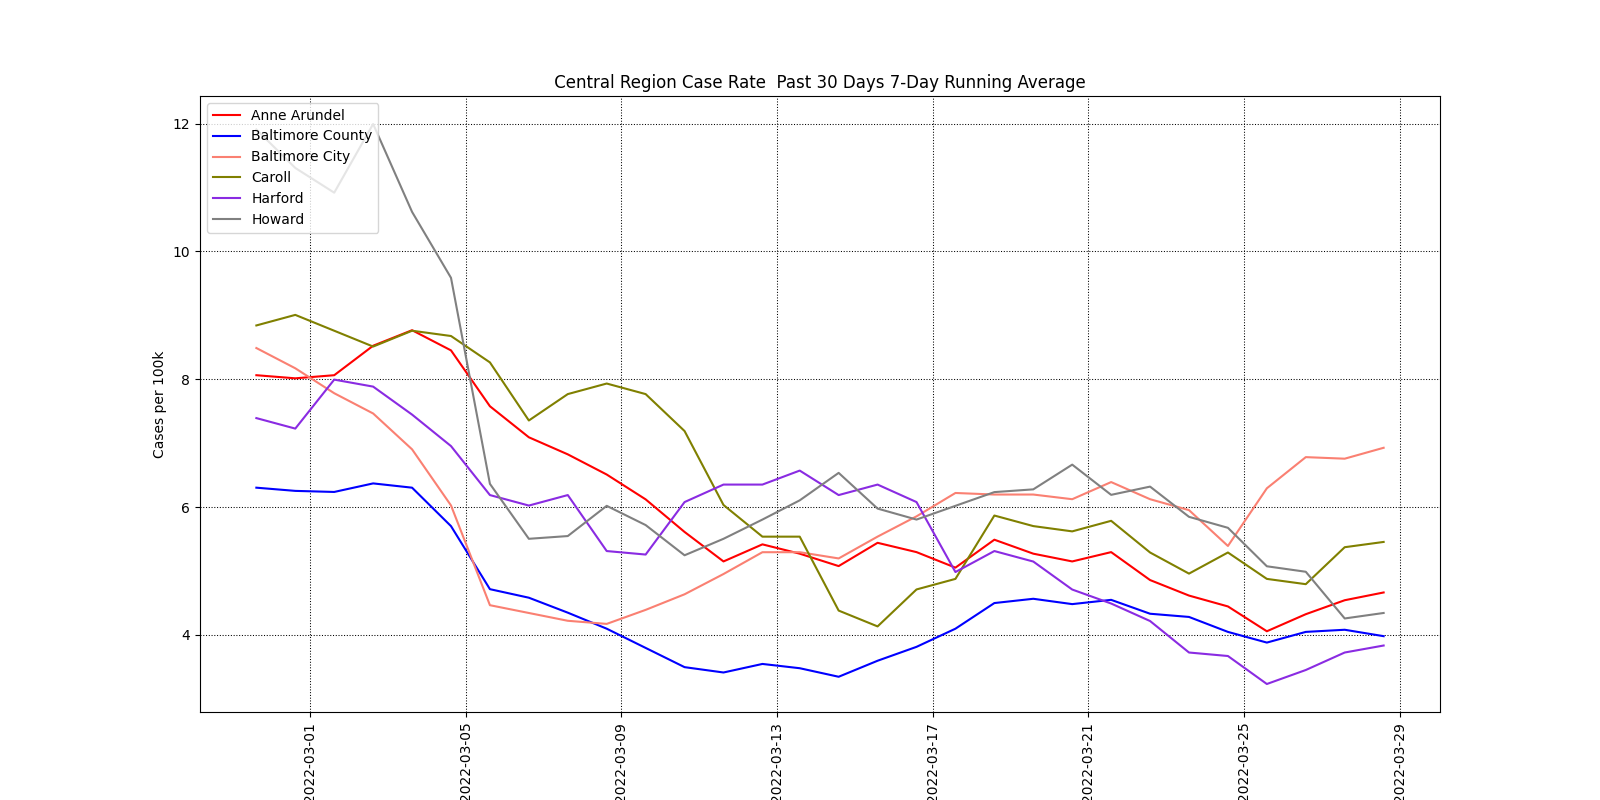 Central Region Case Rate  Past 30 Days 7-Day Running Average
Cases per 100k
12
10
8
6
4
Anne Arundel
Baltimore County
Baltimore City
Caroll
Harford
Howard
2022-03-01
2022-03-05
2022-03-09
2022-03-13
2022-03-17
2022-03-21
2022-03-25
2022-03-29